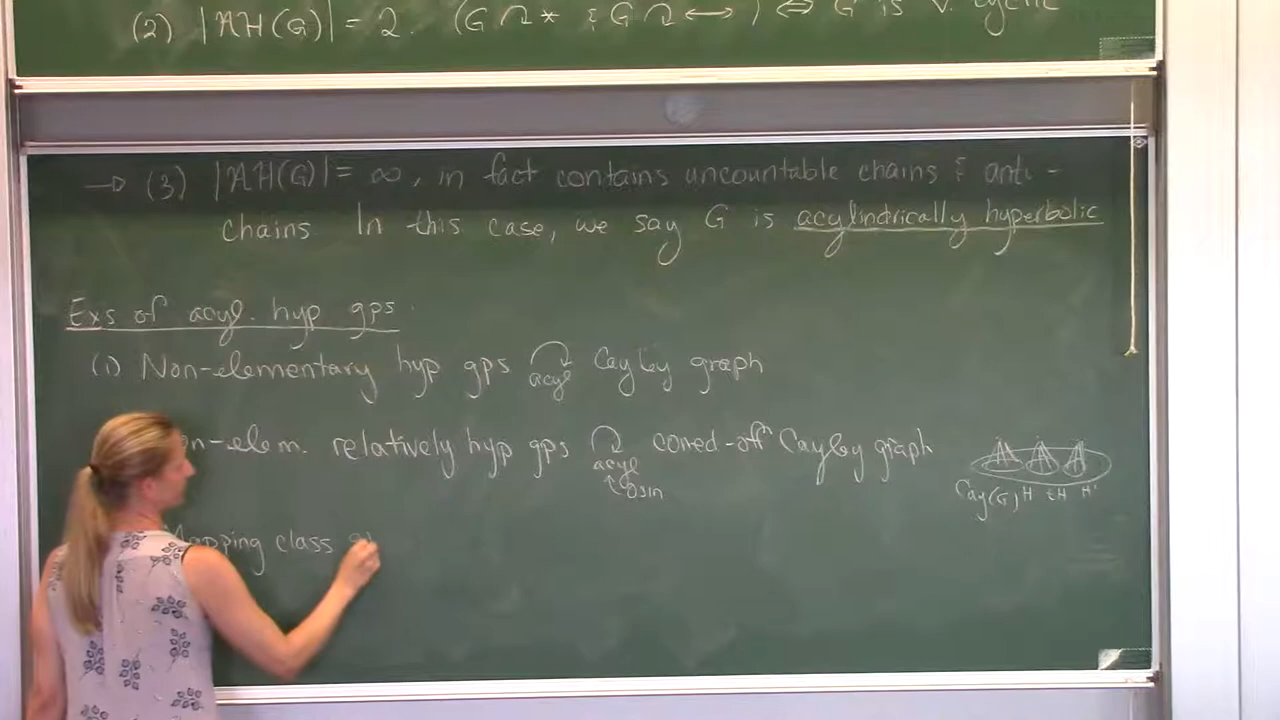 (2) |AH(G)| = 2. (G ↷ * & G ↷ ⟷ ) ⇔ G is v. cyclic
→ (3) |AH(G)| = ∞, in fact contains uncountable chains & anti-
chains In this case, we say G is acylindrically hyperbolic
Exs of acyl. hyp gps.
(1) Non-elementary hyp gps ↷ Cayley graph
acyl
on-elem. relatively hyp gps ↷ coned-off Cayley graph
acyl
↑ Osin
Cay(G) H tH H'
Mapping class